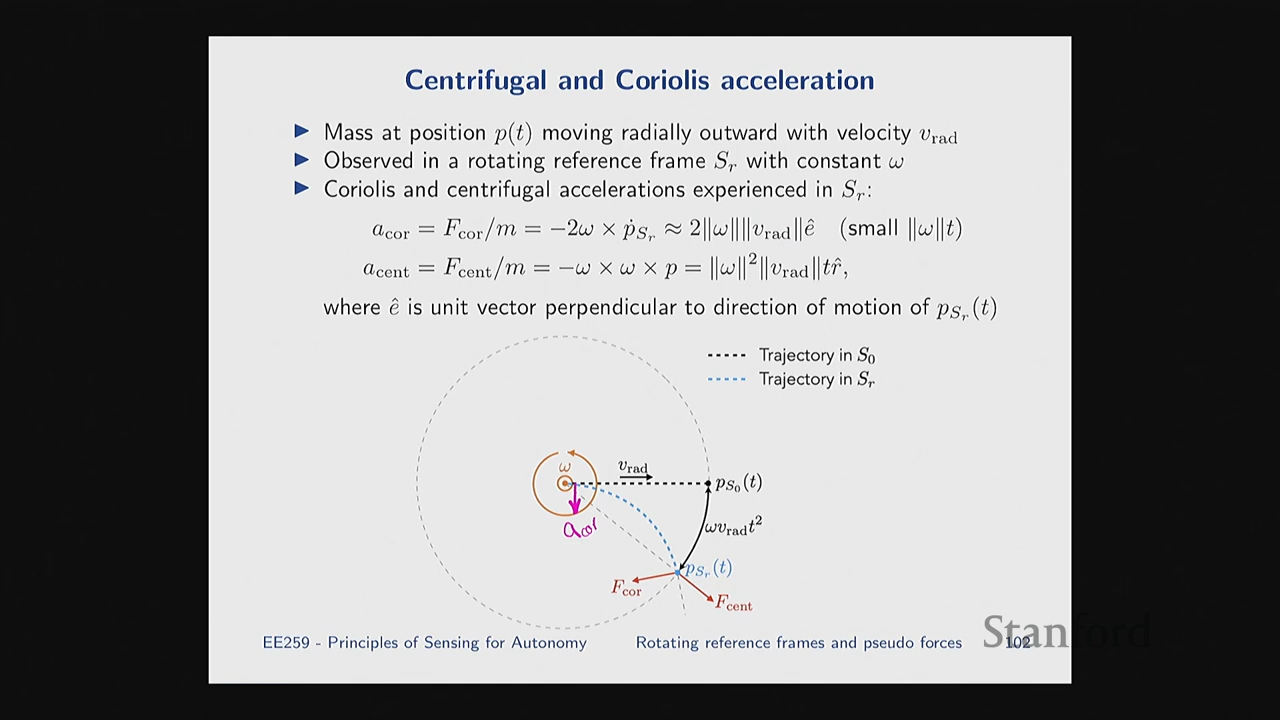 Centrifugal and Coriolis acceleration
▶ Mass at position p(t) moving radially outward with velocity v_rad
▶ Observed in a rotating reference frame S_r with constant ω
▶ Coriolis and centrifugal accelerations experienced in S_r:
a_cor = F_cor/m = −2ω × ṗ_{S_r} ≈ 2‖ω‖‖v_rad‖ê (small ‖ω‖t)
a_cent = F_cent/m = −ω × ω × p = ‖ω‖²‖v_rad‖t r̂,
where ê is unit vector perpendicular to direction of motion of p_{S_r}(t)
Trajectory in S_0
Trajectory in S_r
ω
v_rad
p_{S_0}(t)
a_cor
ωv_rad t²
p_{S_r}(t)
F_cor
F_cent
EE259 - Principles of Sensing for Autonomy Rotating reference frames and pseudo forces 102
Stanford